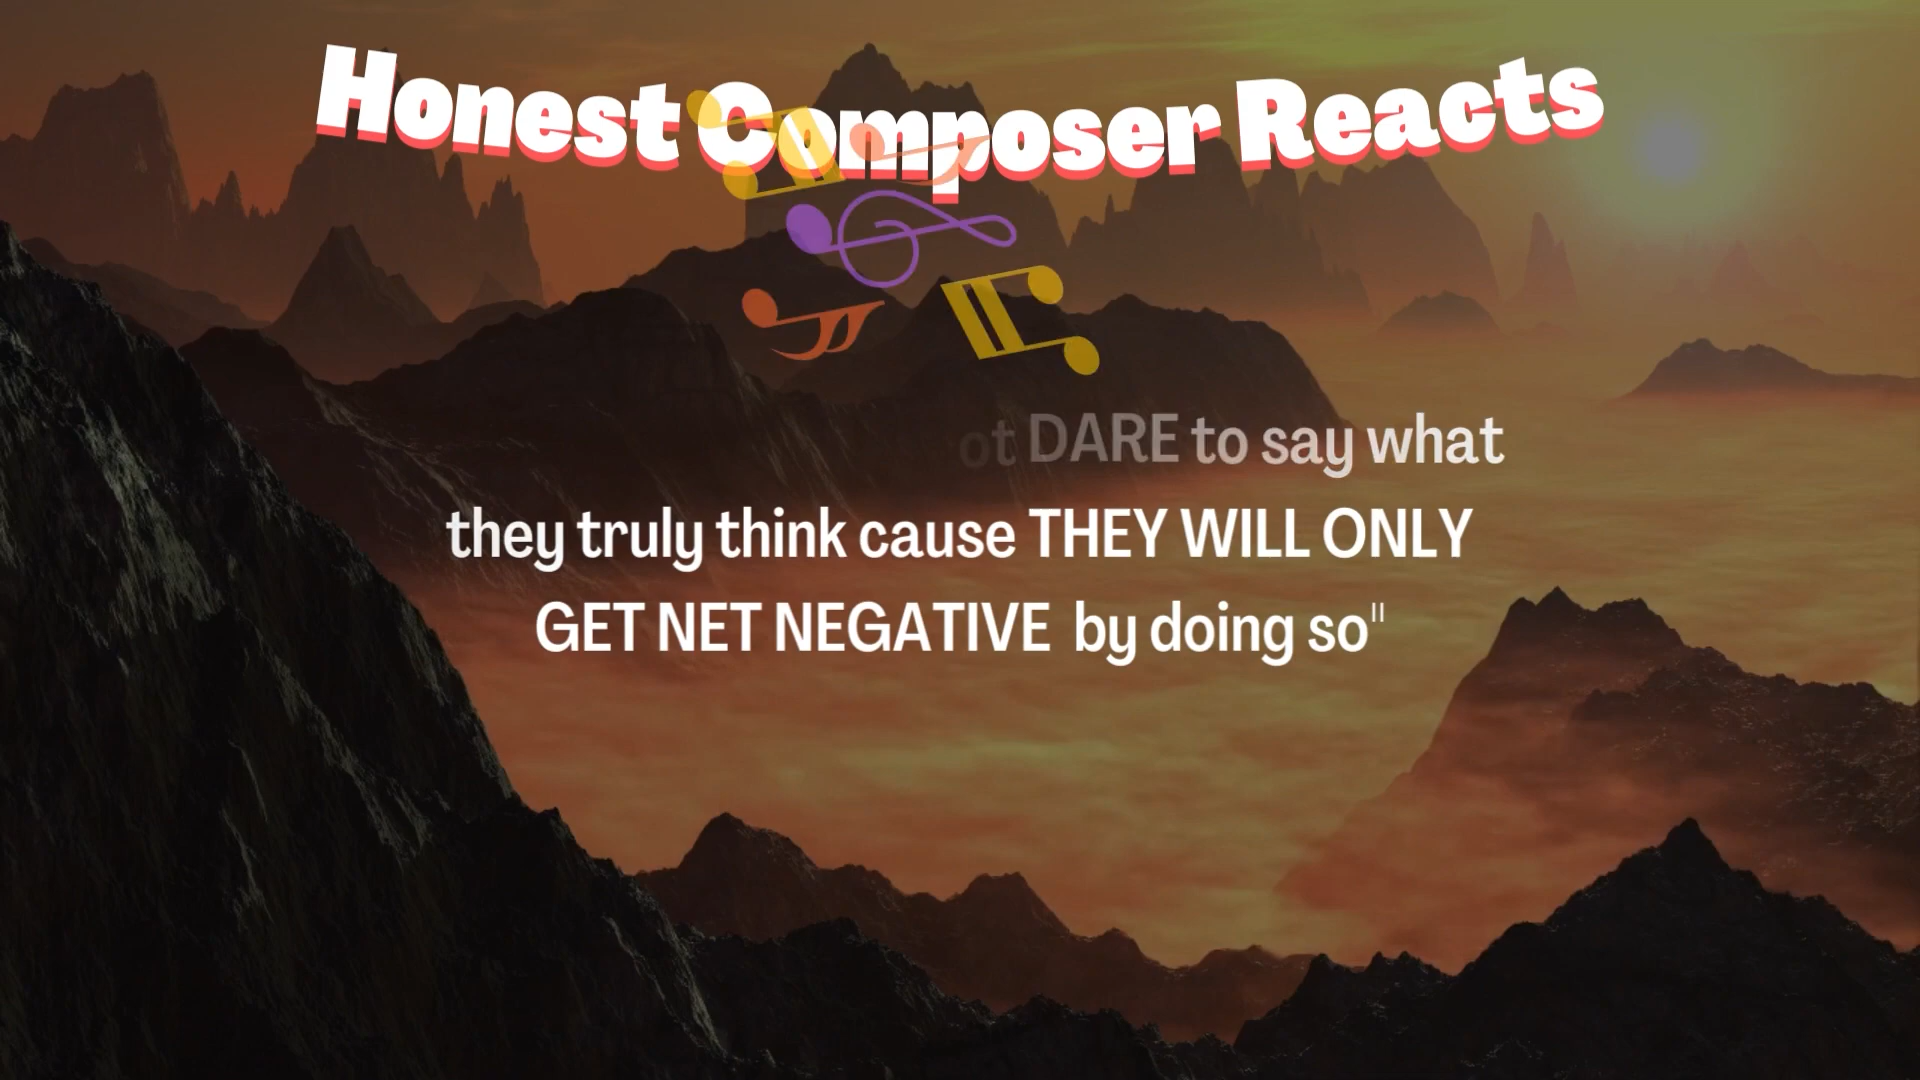 Honest Composer Reacts
ot DARE to say what
they truly think cause THEY WILL ONLY
GET NET NEGATIVE by doing so"